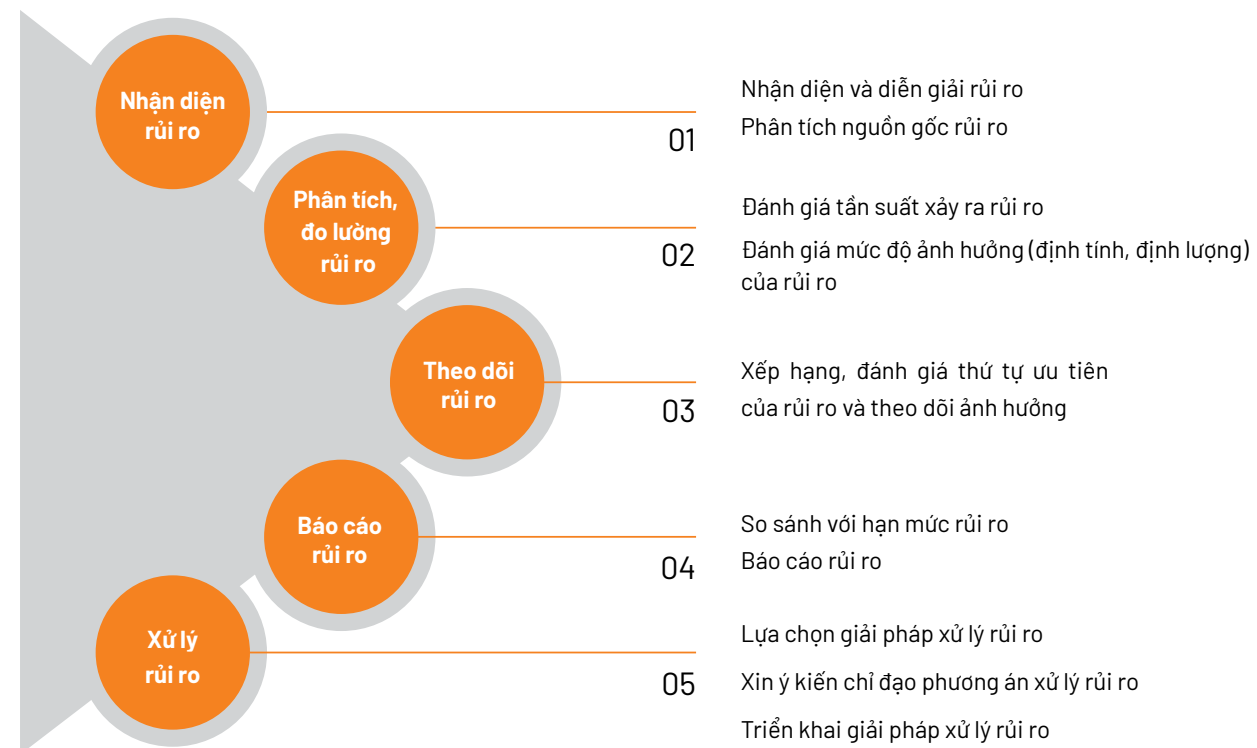 Nhận diện
rủi ro
01
Nhận diện và diễn giải rủi ro
Phân tích nguồn gốc rủi ro
Phân tích,
đo lường
rủi ro
02
Đánh giá tần suất xảy ra rủi ro
Đánh giá mức độ ảnh hưởng (định tính, định lượng)
của rủi ro
Theo dõi
rủi ro
03
Xếp hạng, đánh giá thứ tự ưu tiên
của rủi ro và theo dõi ảnh hưởng
Báo cáo
rủi ro
04
So sánh với hạn mức rủi ro
Báo cáo rủi ro
Xử lý
rủi ro
05
Lựa chọn giải pháp xử lý rủi ro
Xin ý kiến chỉ đạo phương án xử lý rủi ro
Triển khai giải pháp xử lý rủi ro